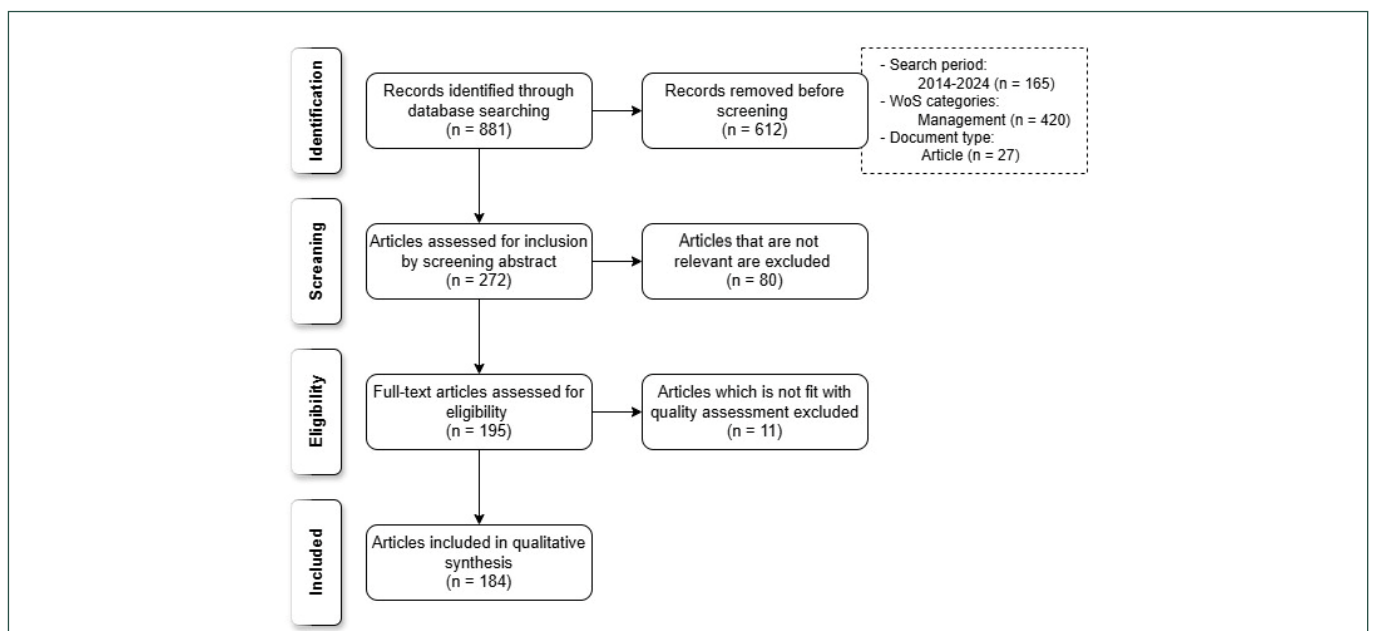 Identification
Records identified through
database searching
(n = 881)
Records removed before
screening
(n = 612)
- Search period:
2014-2024 (n = 165)
- WoS categories:
Management (n = 420)
- Document type:
Article (n = 27)
Screaning
Articles assessed for inclusion
by screening abstract
(n = 272)
Articles that are not
relevant are excluded
(n = 80)
Eligibility
Full-text articles assessed for
eligibility
(n = 195)
Articles which is not fit with
quality assessment excluded
(n = 11)
Included
Articles included in qualitative
synthesis
(n = 184)